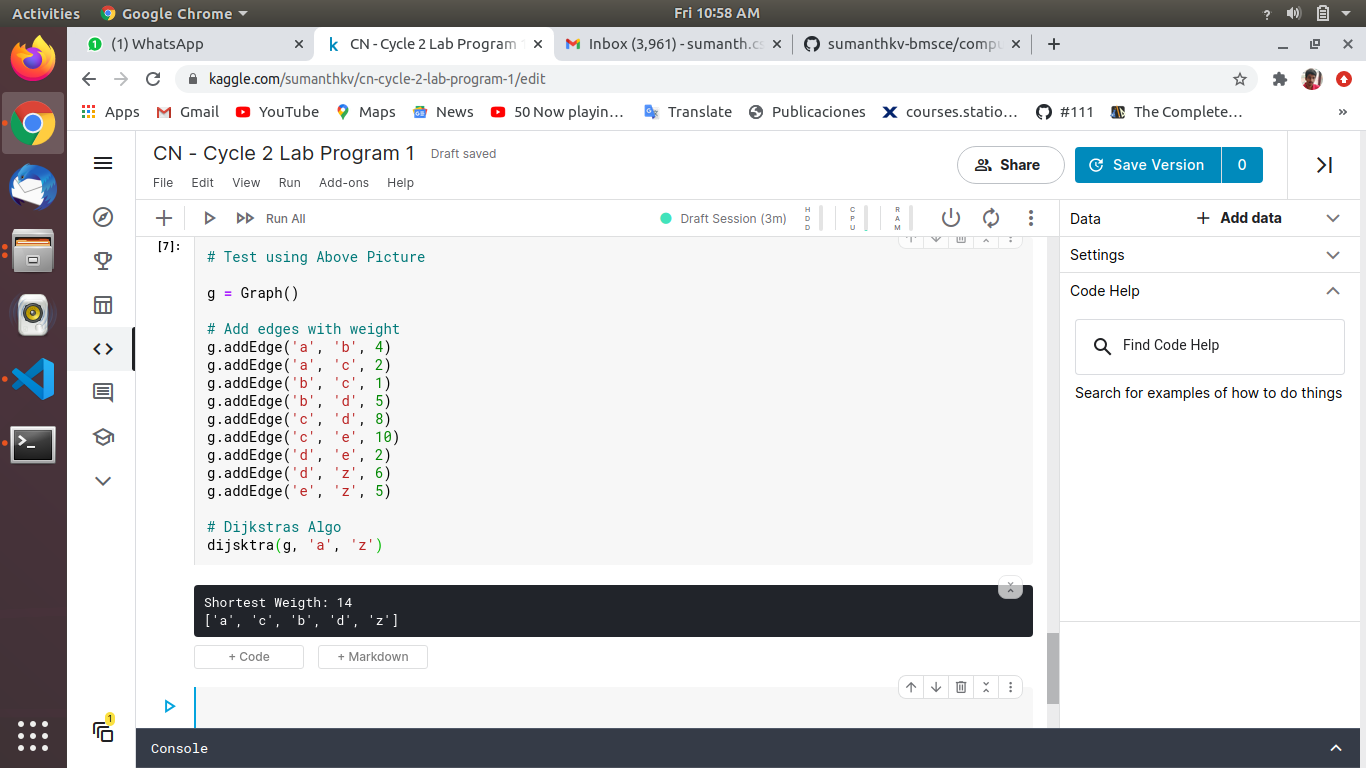 Activities
Google Chrome
Fri 10:58 AM
?
(1) WhatsApp
CN - Cycle 2 Lab Program 1
Inbox (3,961) - sumanth.cs
sumanthkv-bmsce/compu
kaggle.com/sumanthkv/cn-cycle-2-lab-program-1/edit
Apps
Gmail
YouTube
Maps
News
50 Now playin…
Translate
Publicaciones
courses.statio…
#111
The Complete…
»
CN - Cycle 2 Lab Program 1
Draft saved
File
Edit
View
Run
Add-ons
Help
Share
Save Version
0
Run All
Draft Session (3m)
HDD
CPU
RAM
Data
+ Add data
Settings
Code Help
Find Code Help
Search for examples of how to do things
[7]:
# Test using Above Picture
g = Graph()
# Add edges with weight
g.addEdge('a', 'b', 4)
g.addEdge('a', 'c', 2)
g.addEdge('b', 'c', 1)
g.addEdge('b', 'd', 5)
g.addEdge('c', 'd', 8)
g.addEdge('c', 'e', 10)
g.addEdge('d', 'e', 2)
g.addEdge('d', 'z', 6)
g.addEdge('e', 'z', 5)
# Dijkstras Algo
dijsktra(g, 'a', 'z')
Shortest Weigth: 14
['a', 'c', 'b', 'd', 'z']
+ Code
+ Markdown
1
Console